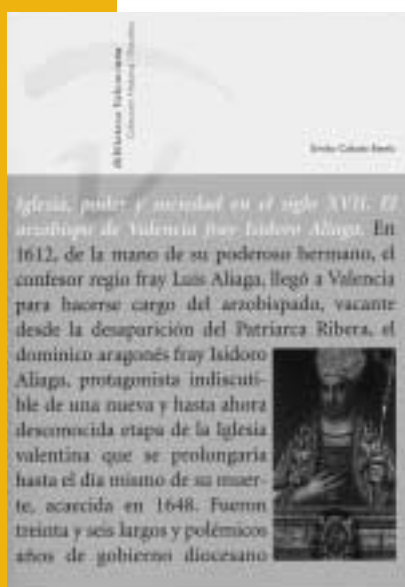 Biblioteca Valenciana
Emilio Callado Estela
Iglesia, poder y sociedad en el siglo XVII. El
arzobispo de Valencia fray Isidoro Aliaga. En
1612, de la mano de su poderoso hermano, el
confesor regio fray Luis Aliaga, llegó a Valencia
para hacerse cargo del arzobispado, vacante
desde la desaparición del Patriarca Ribera, el
dominico aragonés fray Isidoro
Aliaga, protagonista indiscuti-
ble de una nueva y hasta ahora
desconocida etapa de la Iglesia
valentina que se prolongaría
hasta el día mismo de su muer-
te, acaecida en 1648. Fueron
treinta y seis largos y polémicos
años de gobierno diocesano